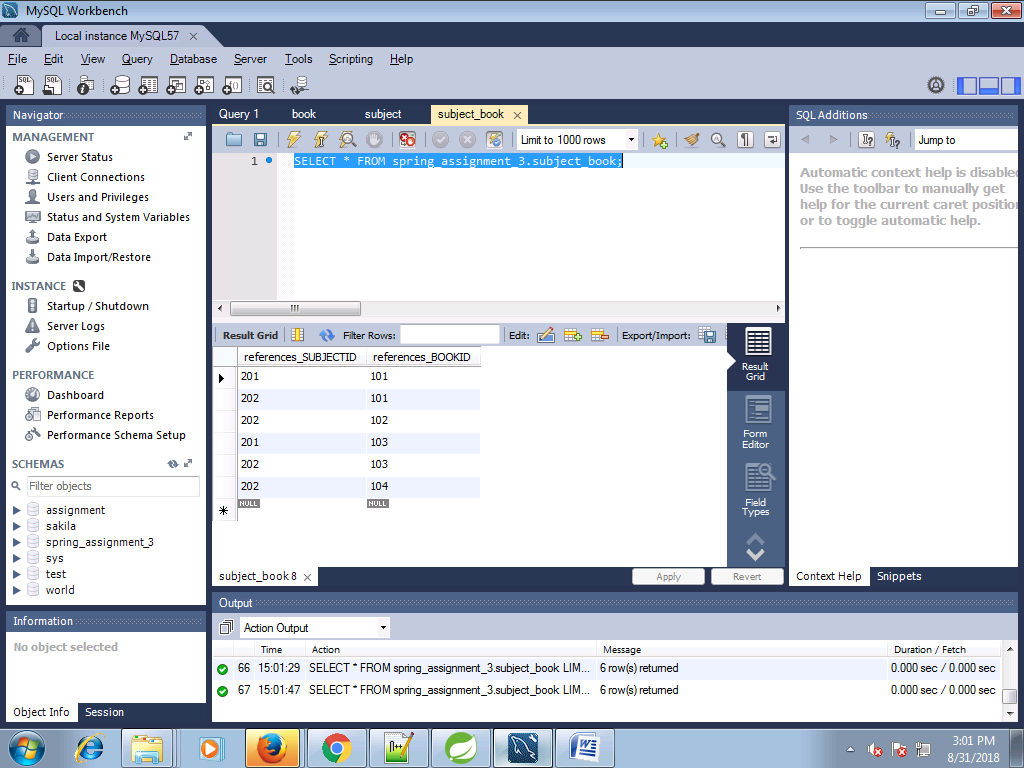 MySQL Workbench
Local instance MySQL57
File Edit View Query Database Server Tools Scripting Help
Navigator
MANAGEMENT
Server Status
Client Connections
Users and Privileges
Status and System Variables
Data Export
Data Import/Restore
INSTANCE
Startup / Shutdown
Server Logs
Options File
PERFORMANCE
Dashboard
Performance Reports
Performance Schema Setup
SCHEMAS
Filter objects
assignment
sakila
spring_assignment_3
sys
test
world
Information
No object selected
Object Info Session
Query 1 book subject subject_book
Limit to 1000 rows
1 SELECT * FROM spring_assignment_3.subject_book;
Result Grid Filter Rows: Edit: Export/Import:
references_SUBJECTID references_BOOKID
201 101
202 101
202 102
201 103
202 103
202 104
NULL NULL
Result
Grid
Form
Editor
Field
Types
subject_book 8
Apply Revert
SQL Additions
Jump to
Automatic context help is disabled
Use the toolbar to manually get
help for the current caret position
or to toggle automatic help.
Context Help Snippets
Output
Action Output
Time Action Message Duration / Fetch
66 15:01:29 SELECT * FROM spring_assignment_3.subject_book LIM... 6 row(s) returned 0.000 sec / 0.000 sec
67 15:01:47 SELECT * FROM spring_assignment_3.subject_book LIM... 6 row(s) returned 0.000 sec / 0.000 sec
3:01 PM
8/31/2018